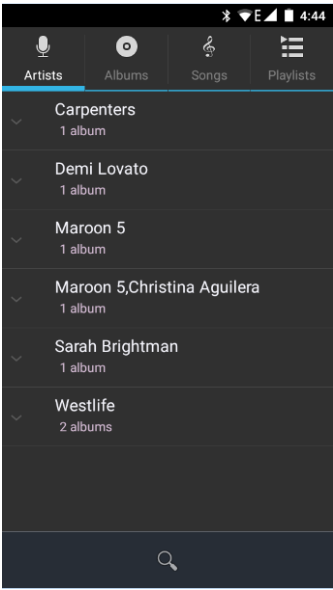 E 4:44
Artists Albums Songs Playlists
Carpenters
1 album
Demi Lovato
1 album
Maroon 5
1 album
Maroon 5,Christina Aguilera
1 album
Sarah Brightman
1 album
Westlife
2 albums